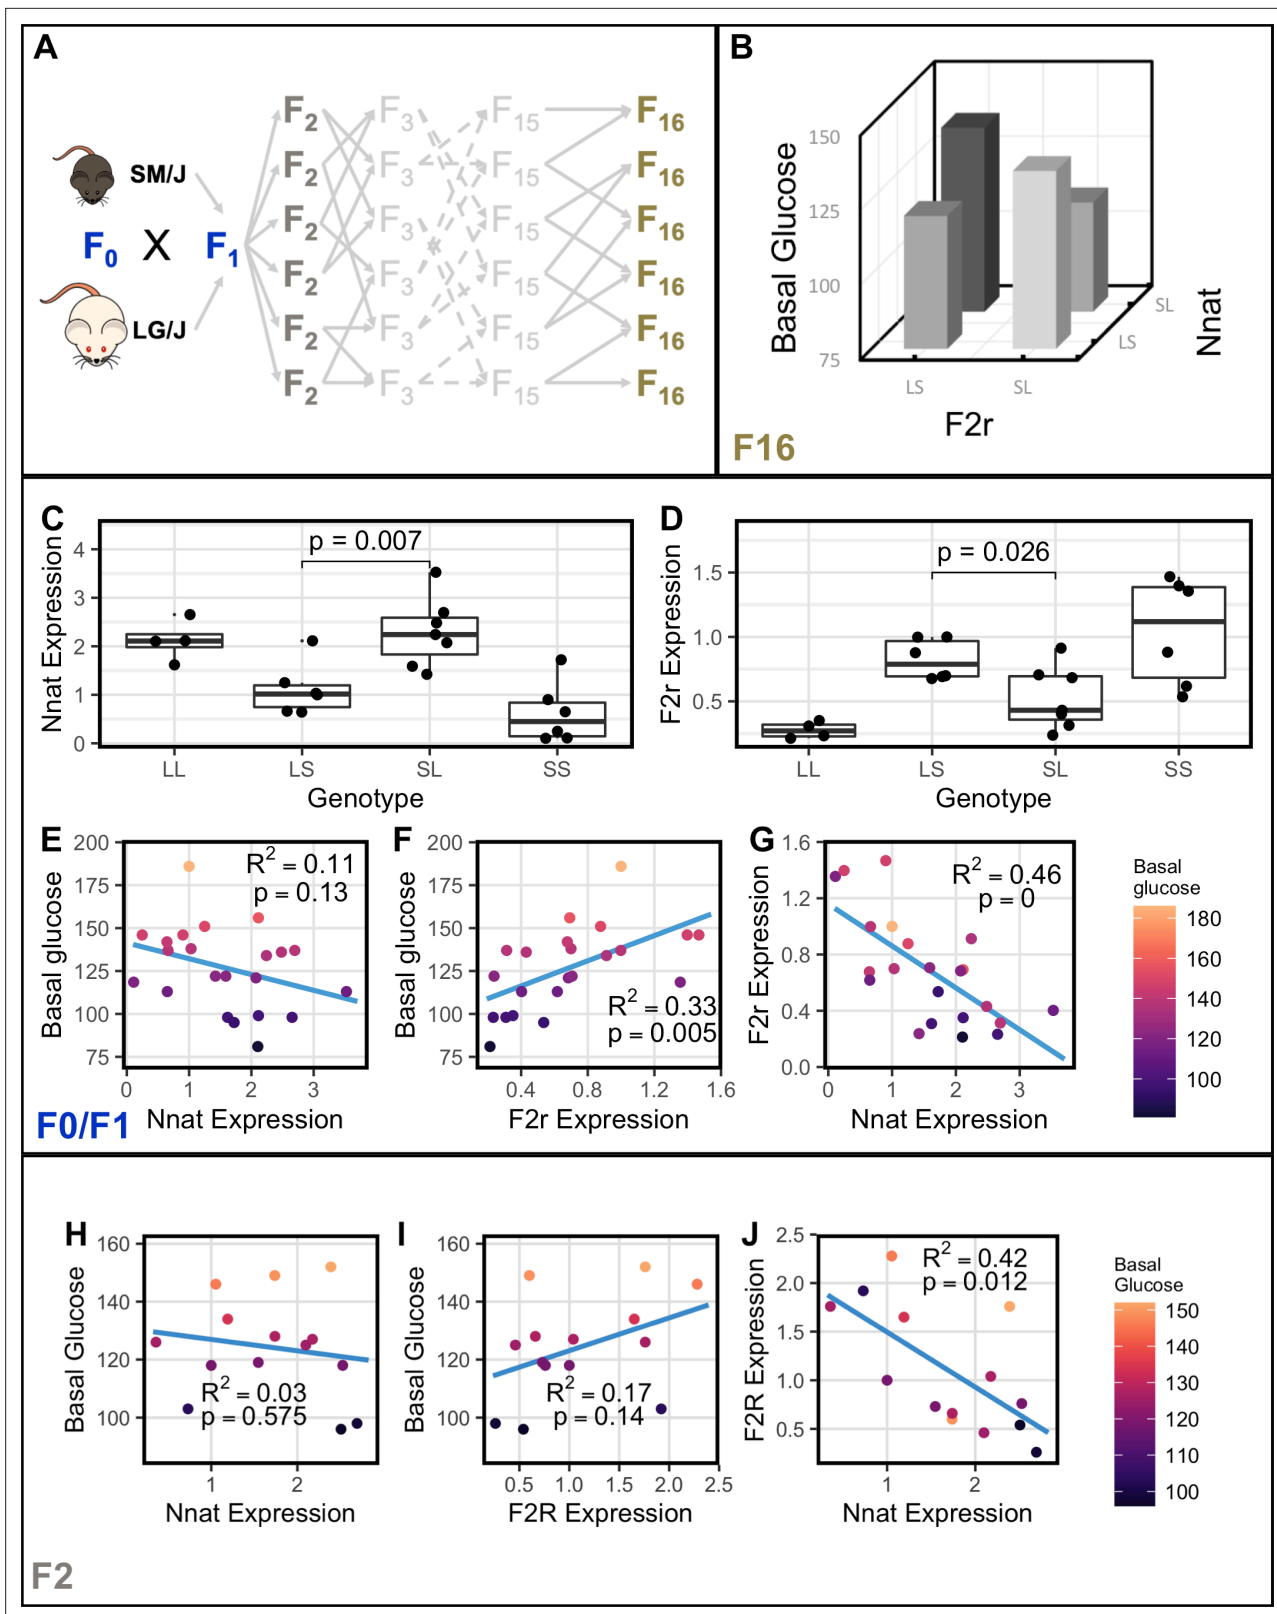 A
SM/J
F0 X F1
LG/J
F2 F3 F15 F16
F2 F3 F15 F16
F2 F3 F15 F16
F2 F3 F15 F16
F2 F3 F15 F16
F2 F3 F15 F16
B
Basal Glucose
150
125
100
75
LS
SL
F2r
LS
SL
Nnat
F16
C
Nnat Expression
4
3
2
1
0
p = 0.007
LL LS SL SS
Genotype
D
F2r Expression
1.5
1.0
0.5
p = 0.026
LL LS SL SS
Genotype
E
Basal glucose
200
175
150
125
100
75
R2 = 0.11
p = 0.13
0 1 2 3
Nnat Expression
F
Basal glucose
200
175
150
125
100
75
R2 = 0.33
p = 0.005
0.4 0.8 1.2 1.6
F2r Expression
G
F2r Expression
1.6
1.2
0.8
0.4
0.0
R2 = 0.46
p = 0
0 1 2 3
Nnat Expression
Basal
glucose
180
160
140
120
100
F0/F1
H
Basal Glucose
160
140
120
100
R2 = 0.03
p = 0.575
1 2
Nnat Expression
I
Basal Glucose
160
140
120
100
R2 = 0.17
p = 0.14
0.5 1.0 1.5 2.0 2.5
F2R Expression
J
F2R Expression
2.5
2.0
1.5
1.0
0.5
R2 = 0.42
p = 0.012
1 2
Nnat Expression
Basal
Glucose
150
140
130
120
110
100
F2